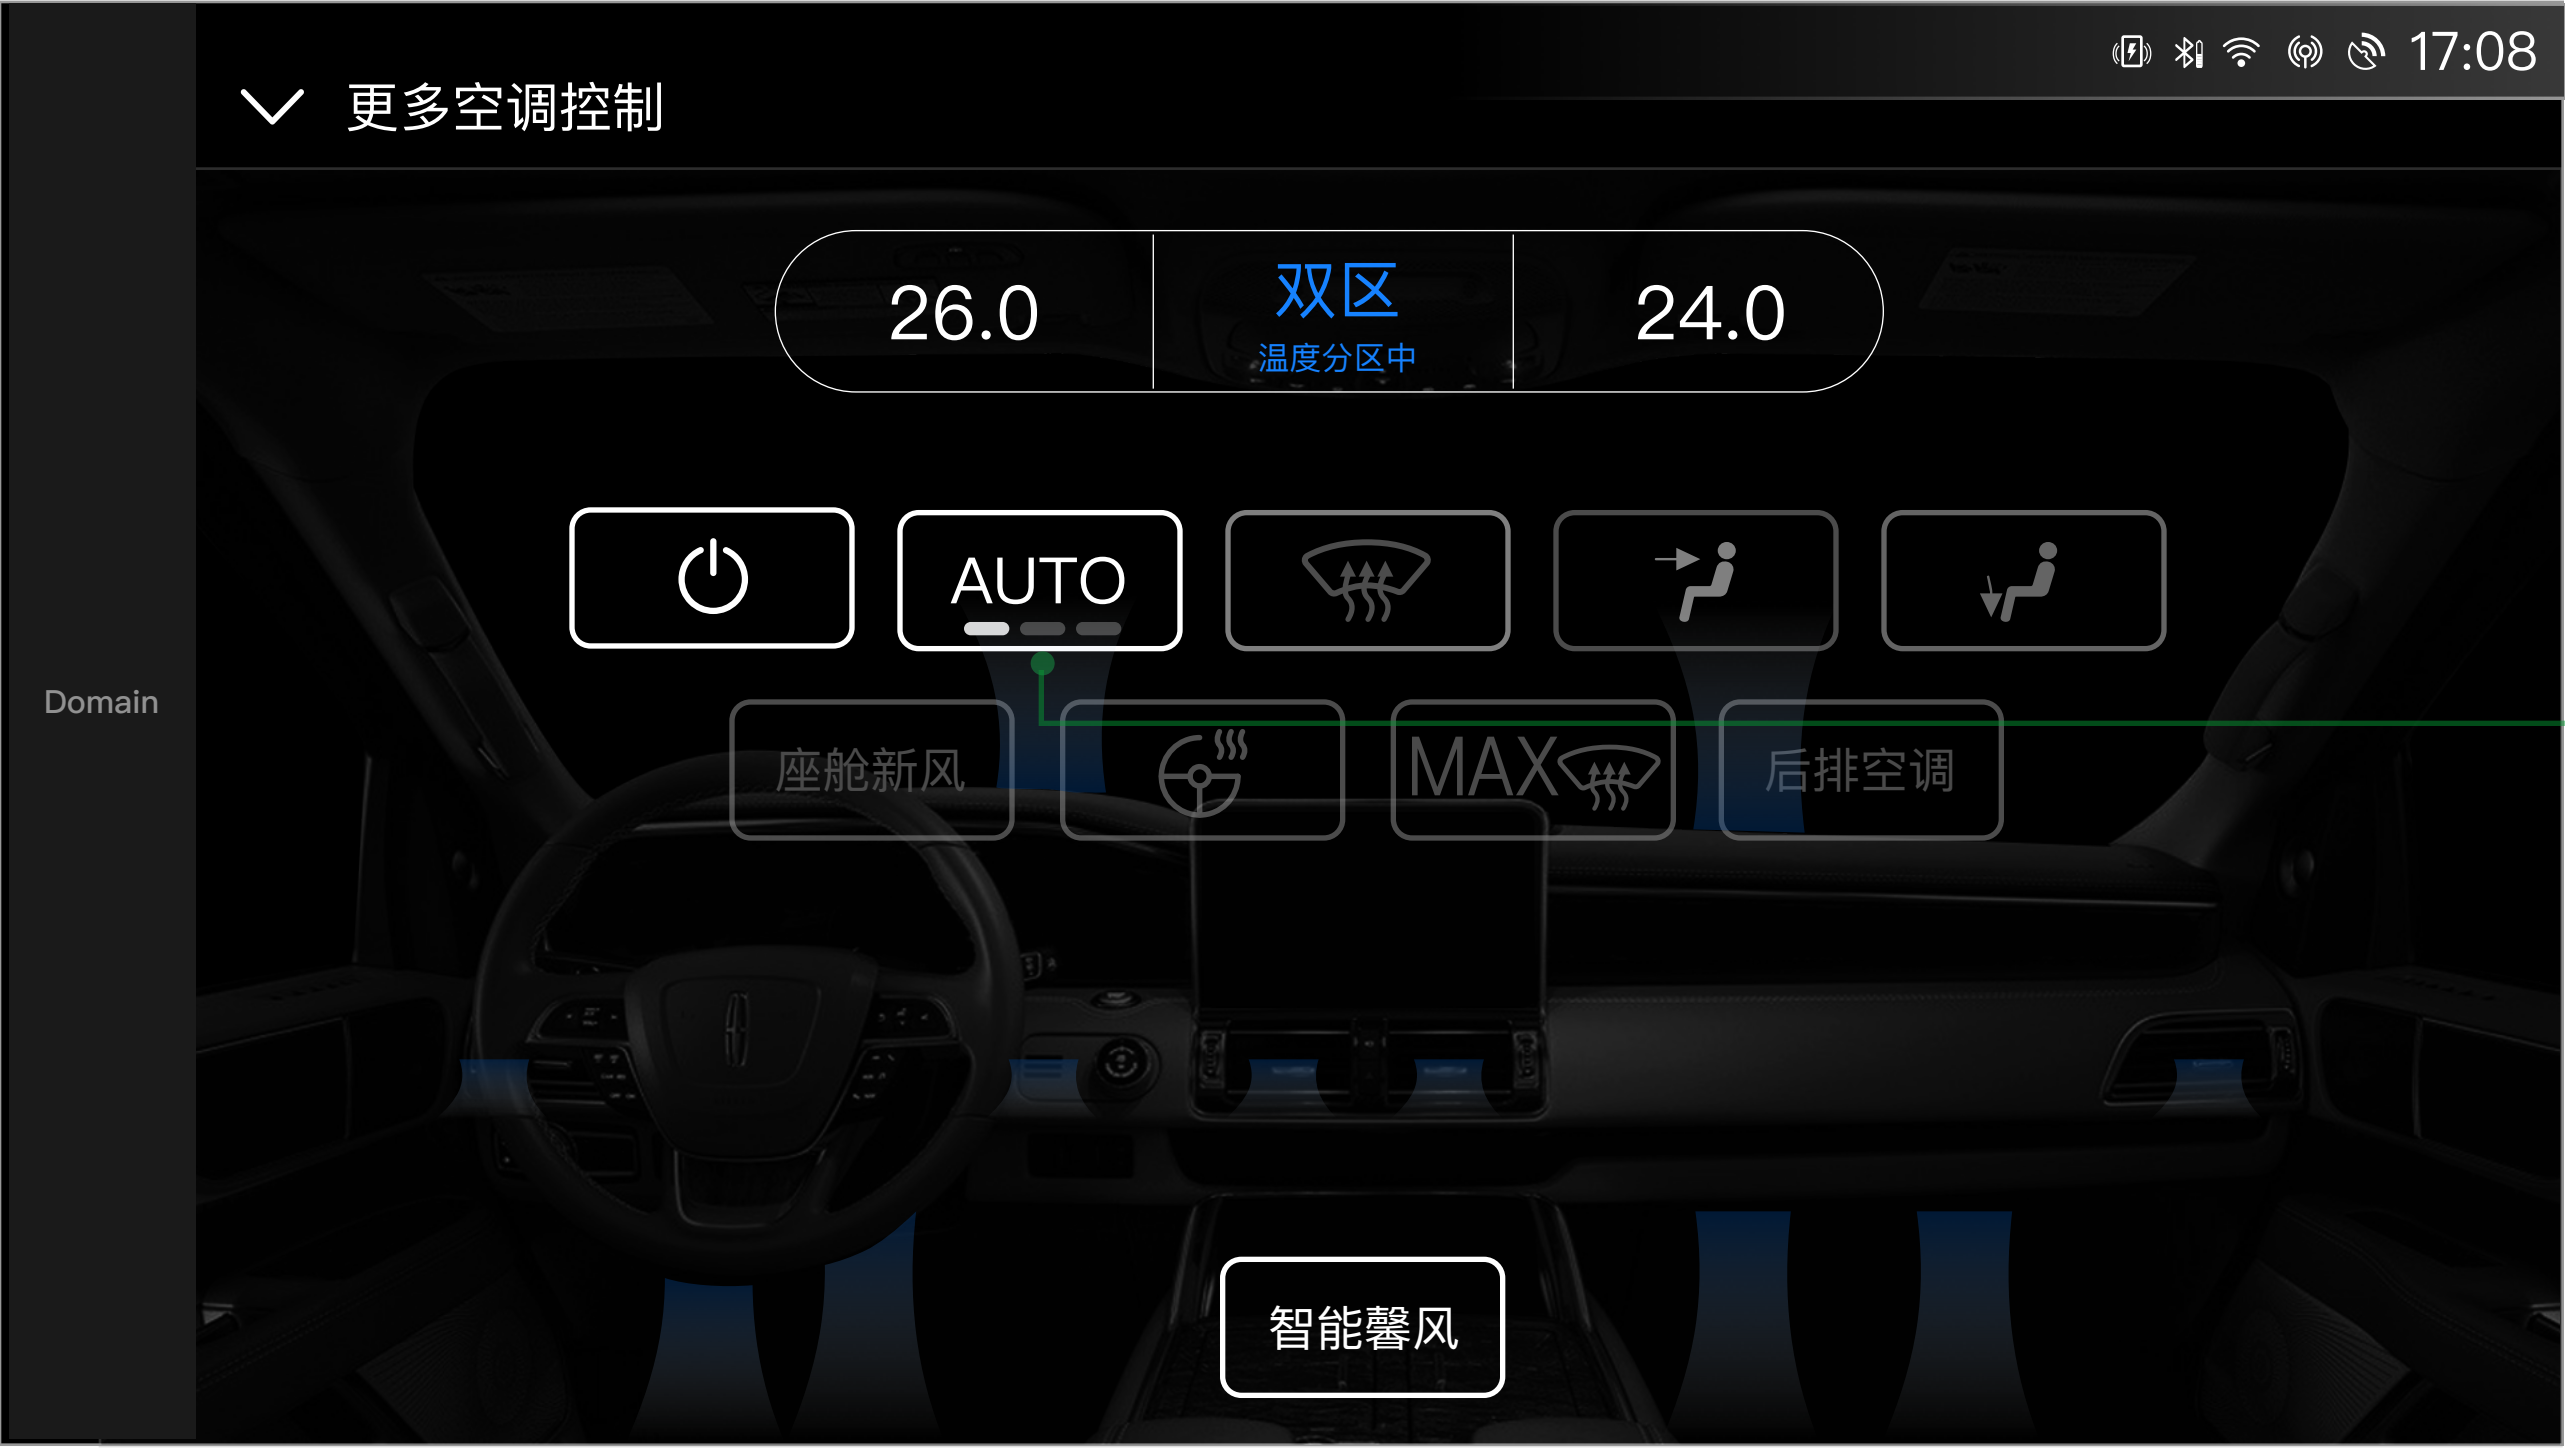 17:08
更多空调控制
26.0
双区
温度分区中
24.0
AUTO
Domain
座舱新风
MAX
后排空调
智能馨风